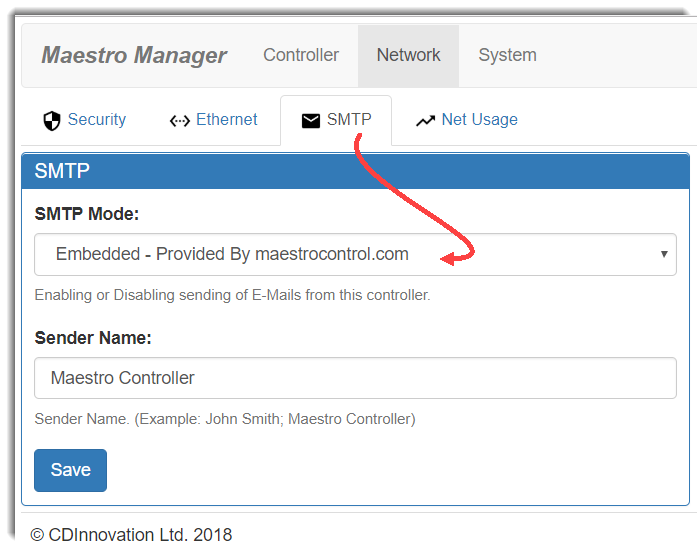 Maestro Manager Controller Network System
Security Ethernet SMTP Net Usage
SMTP
SMTP Mode:
Embedded - Provided By maestrocontrol.com
Enabling or Disabling sending of E-Mails from this controller.
Sender Name:
Maestro Controller
Sender Name. (Example: John Smith; Maestro Controller)
Save
© CDInnovation Ltd. 2018